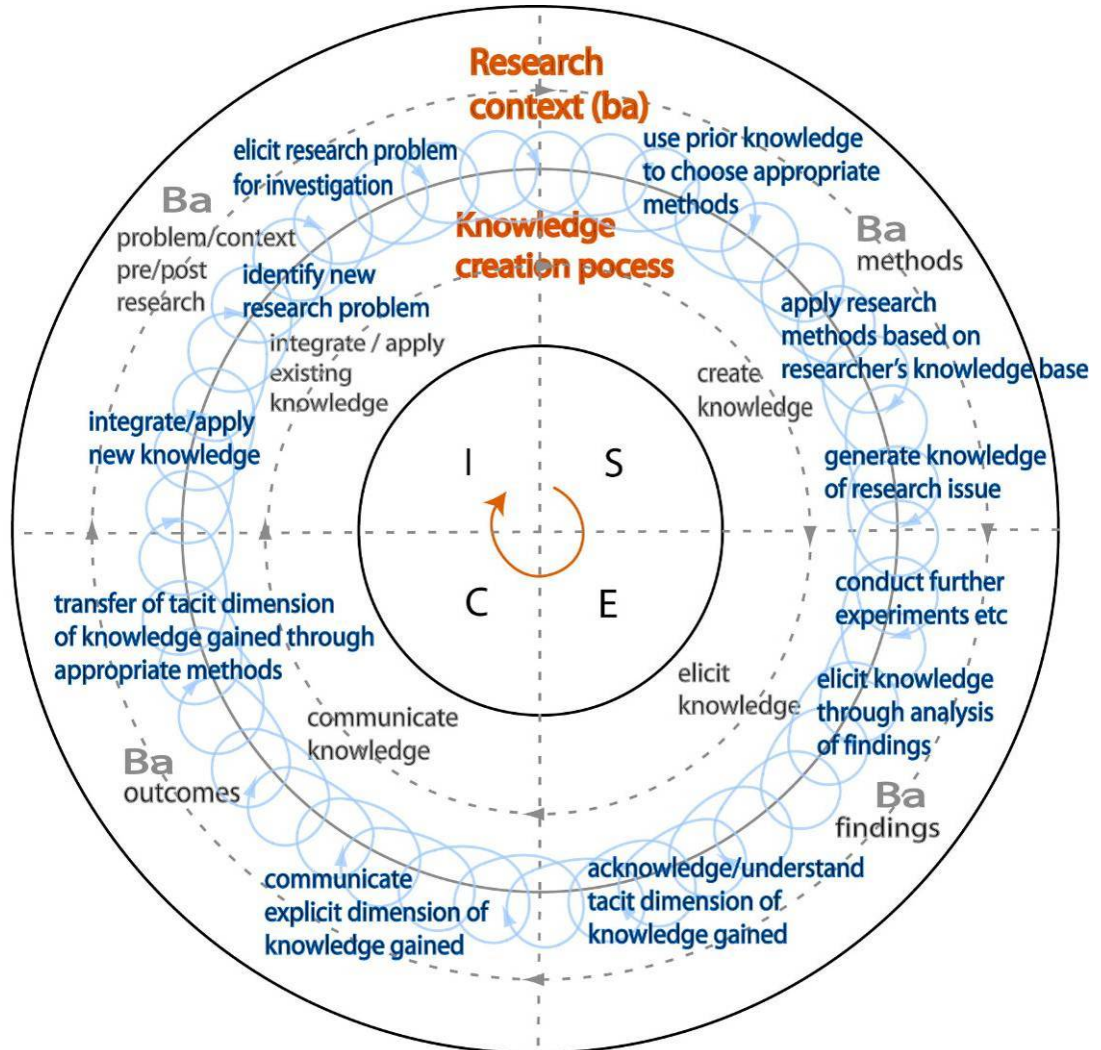 Research
context (ba)
elicit research problem
for investigation
use prior knowledge
to choose appropriate
methods
Ba
problem/context
pre/post
research
Knowledge
creation pocess
Ba
methods
identify new
research problem
integrate / apply
existing
knowledge
apply research
methods based on
researcher's knowledge base
create
knowledge
integrate/apply
new knowledge
I
S
generate knowledge
of research issue
C
E
conduct further
experiments etc
transfer of tacit dimension
of knowledge gained through
appropriate methods
elicit
knowledge
elicit knowledge
through analysis
of findings
communicate
knowledge
Ba
outcomes
Ba
findings
communicate
explicit dimension of
knowledge gained
acknowledge/understand
tacit dimension of
knowledge gained